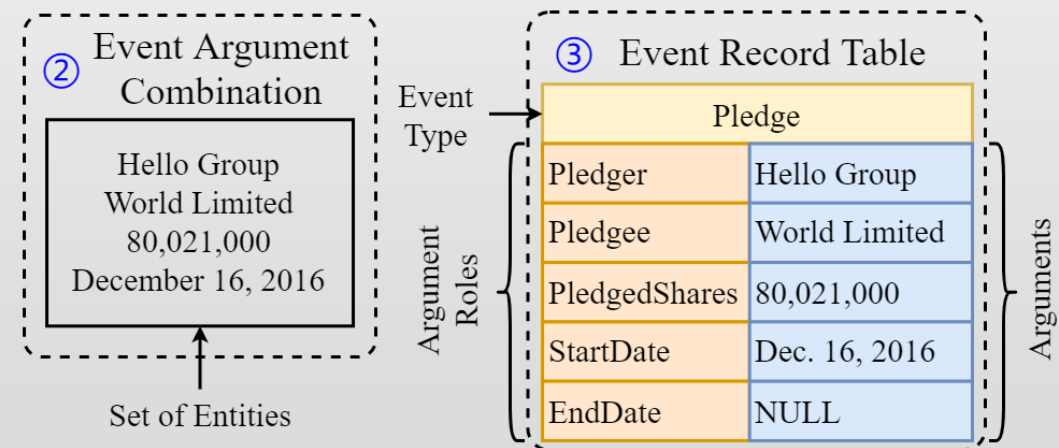 ② Event Argument
Combination
Hello Group
World Limited
80,021,000
December 16, 2016
Set of Entities
③ Event Record Table
Event
Type
Pledge
Argument
Roles
Pledger Hello Group
Pledgee World Limited
PledgedShares 80,021,000
StartDate Dec. 16, 2016
EndDate NULL
Arguments